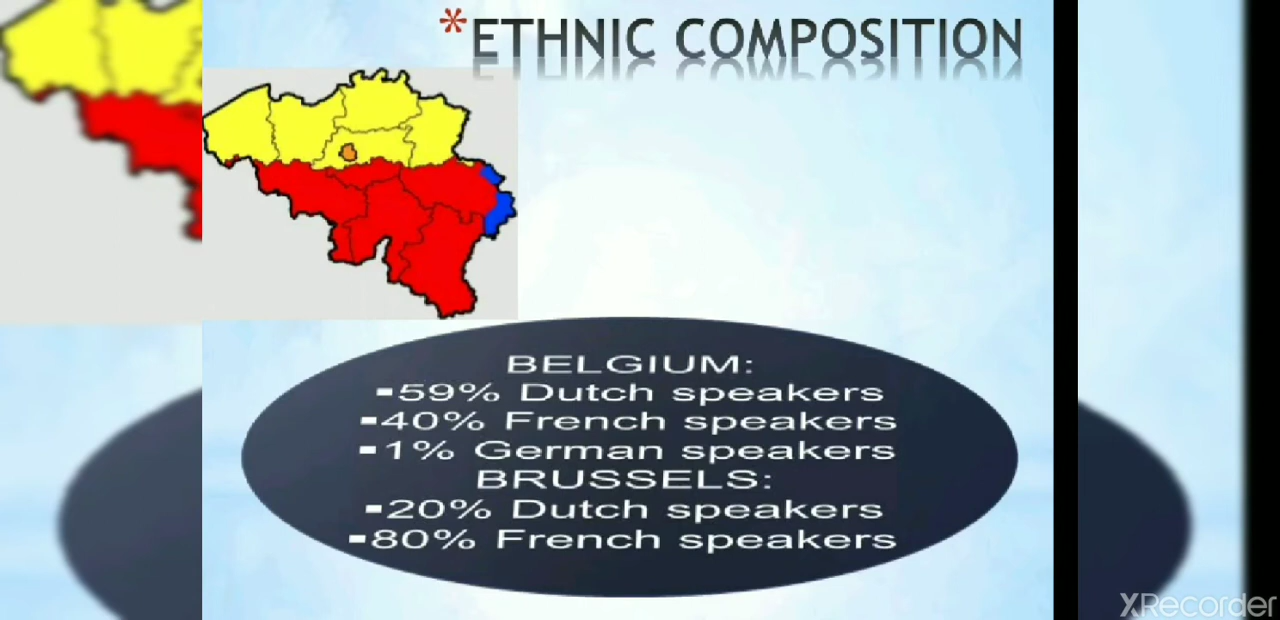 *ETHNIC COMPOSITION
BELGIUM:
▪59% Dutch speakers
▪40% French speakers
▪1% German speakers
BRUSSELS:
▪20% Dutch speakers
▪80% French speakers
XRecorder